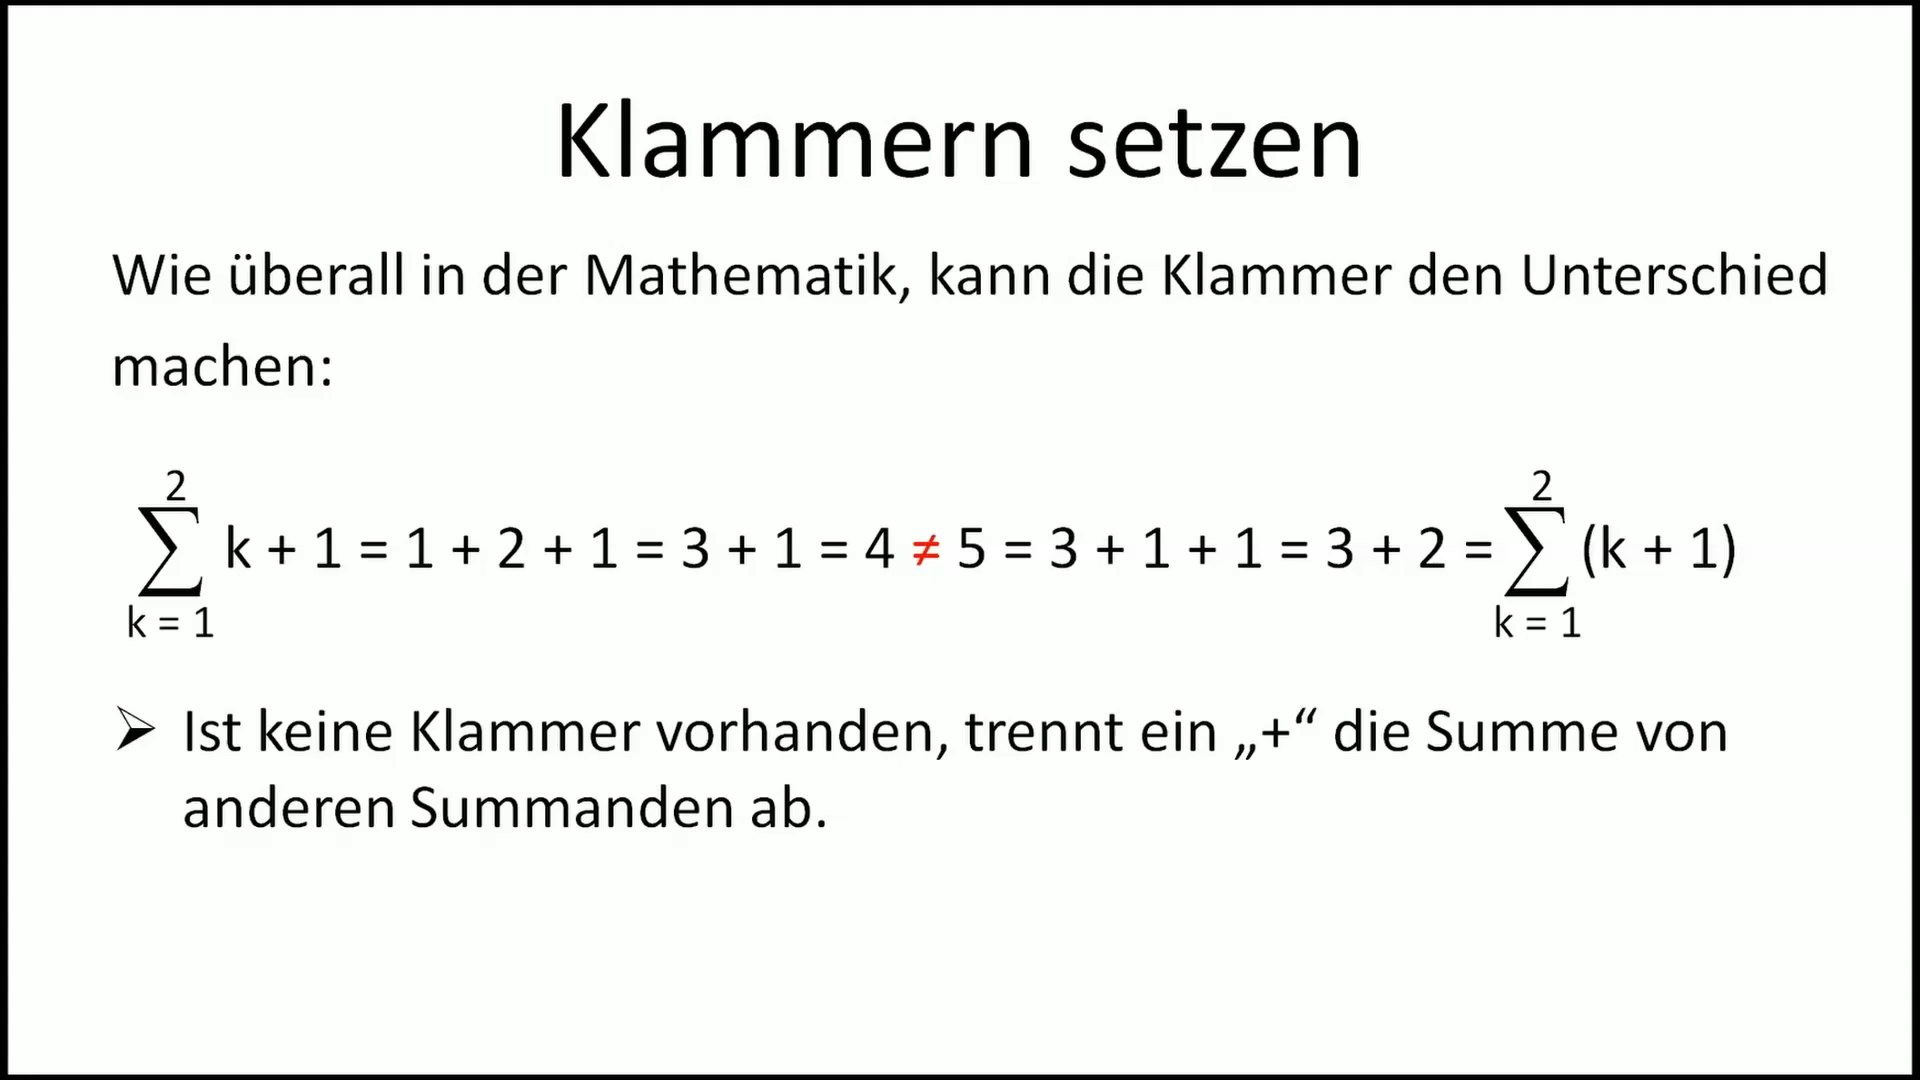 Klammern setzen
Wie überall in der Mathematik, kann die Klammer den Unterschied
machen:
2 2
∑ k + 1 = 1 + 2 + 1 = 3 + 1 = 4 ≠ 5 = 3 + 1 + 1 = 3 + 2 = ∑ (k + 1)
k = 1 k = 1
➢ Ist keine Klammer vorhanden, trennt ein „+“ die Summe von
anderen Summanden ab.